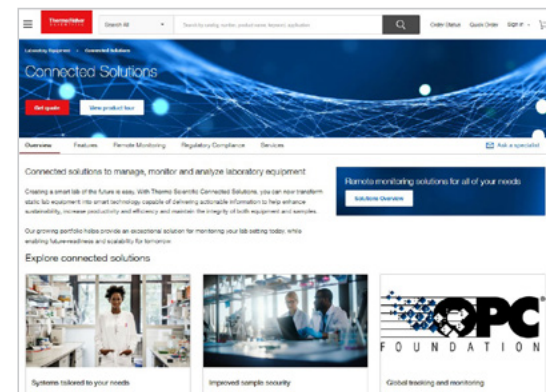 ThermoFisher
SCIENTIFIC
Search All
Search by catalog number, product name, keyword, application
Order Status Quick Order Sign in
Laboratory Equipment › Connected Solutions
Connected Solutions
Get quote View product tour
Overview Features Remote Monitoring Regulatory Compliance Services Ask a specialist
Connected solutions to manage, monitor and analyze laboratory equipment
Creating a smart lab of the future is easy. With Thermo Scientific Connected Solutions, you can now transform
static lab equipment into smart technology capable of delivering actionable information to help enhance
sustainability, increase productivity and efficiency and maintain the integrity of both equipment and samples.
Our growing portfolio helps provide an exceptional solution for monitoring your lab setting today, while
enabling future-readiness and scalability for tomorrow
Remote monitoring solutions for all of your needs
Solutions Overview
Explore connected solutions
OPC
FOUNDATION
Systems tailored to your needs
Improved sample security
Global tracking and monitoring